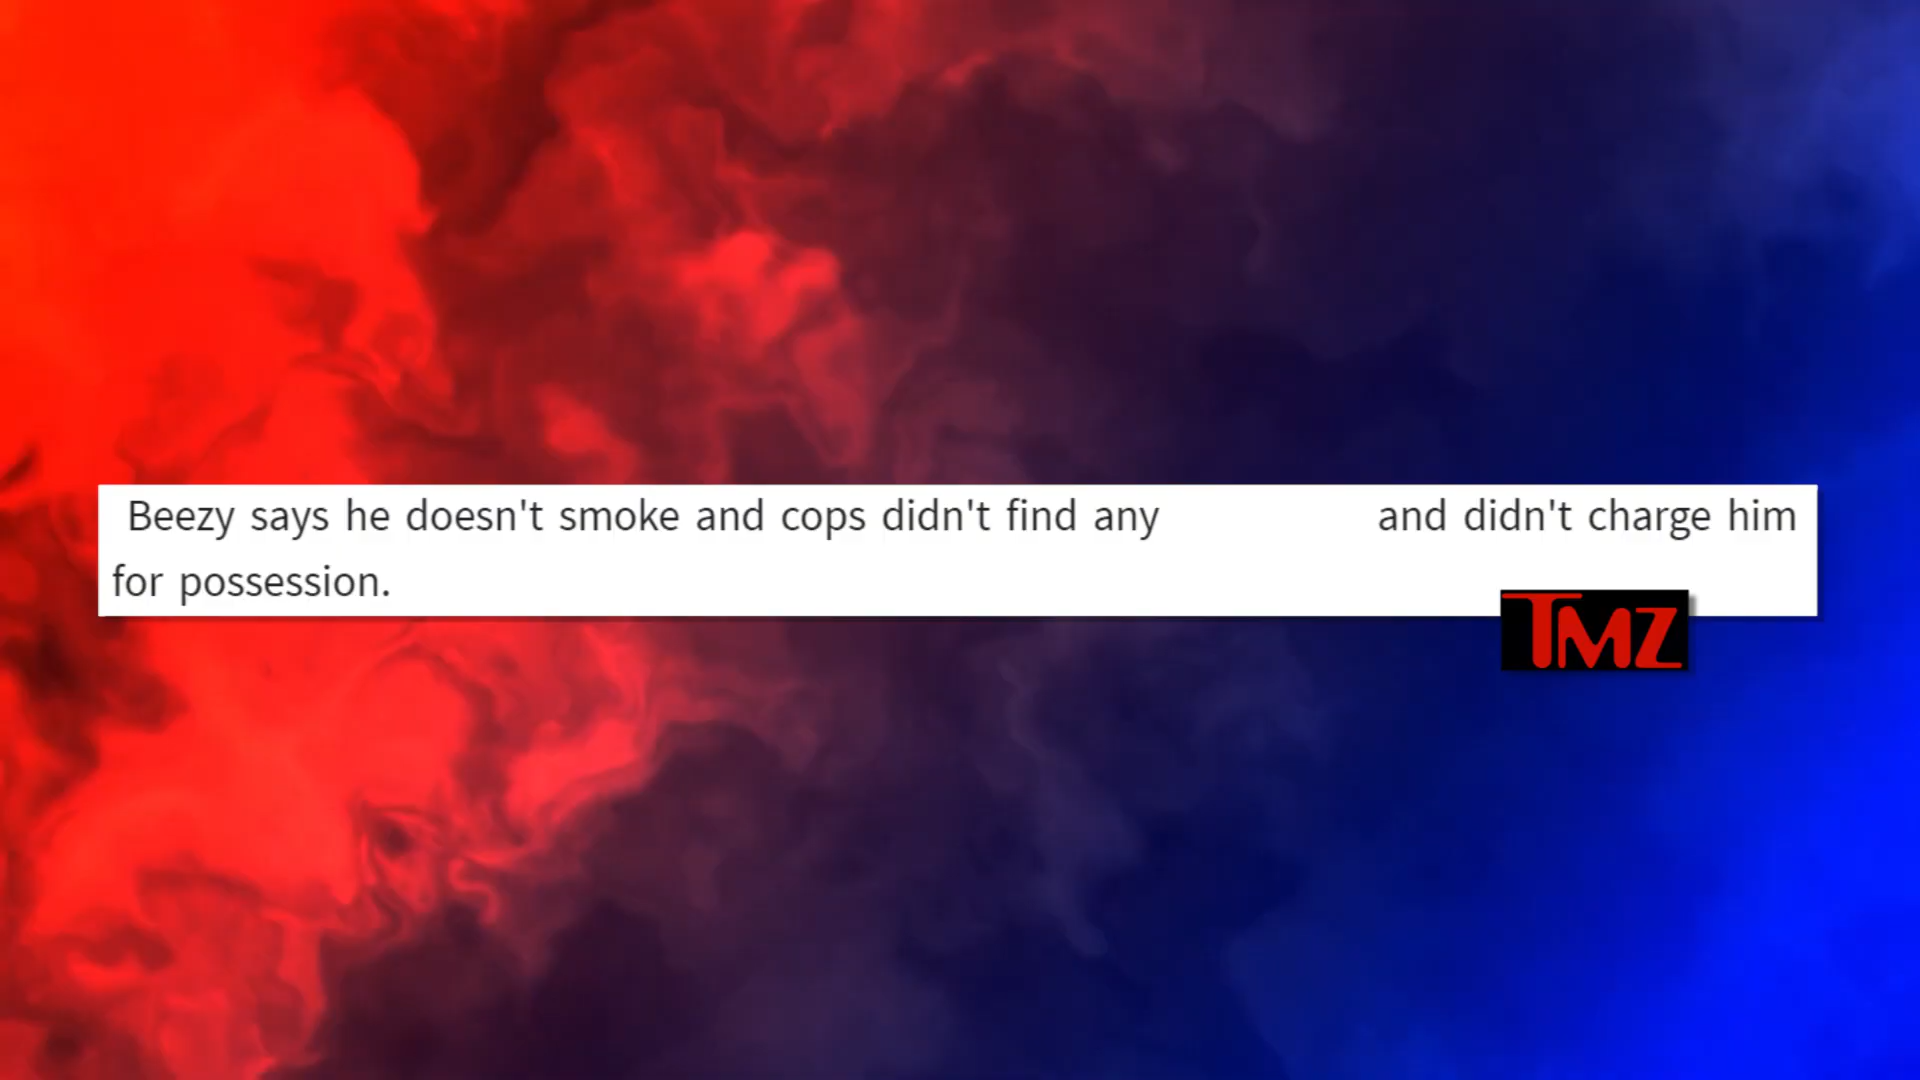 Beezy says he doesn't smoke and cops didn't find any and didn't charge him
for possession.
TMZ